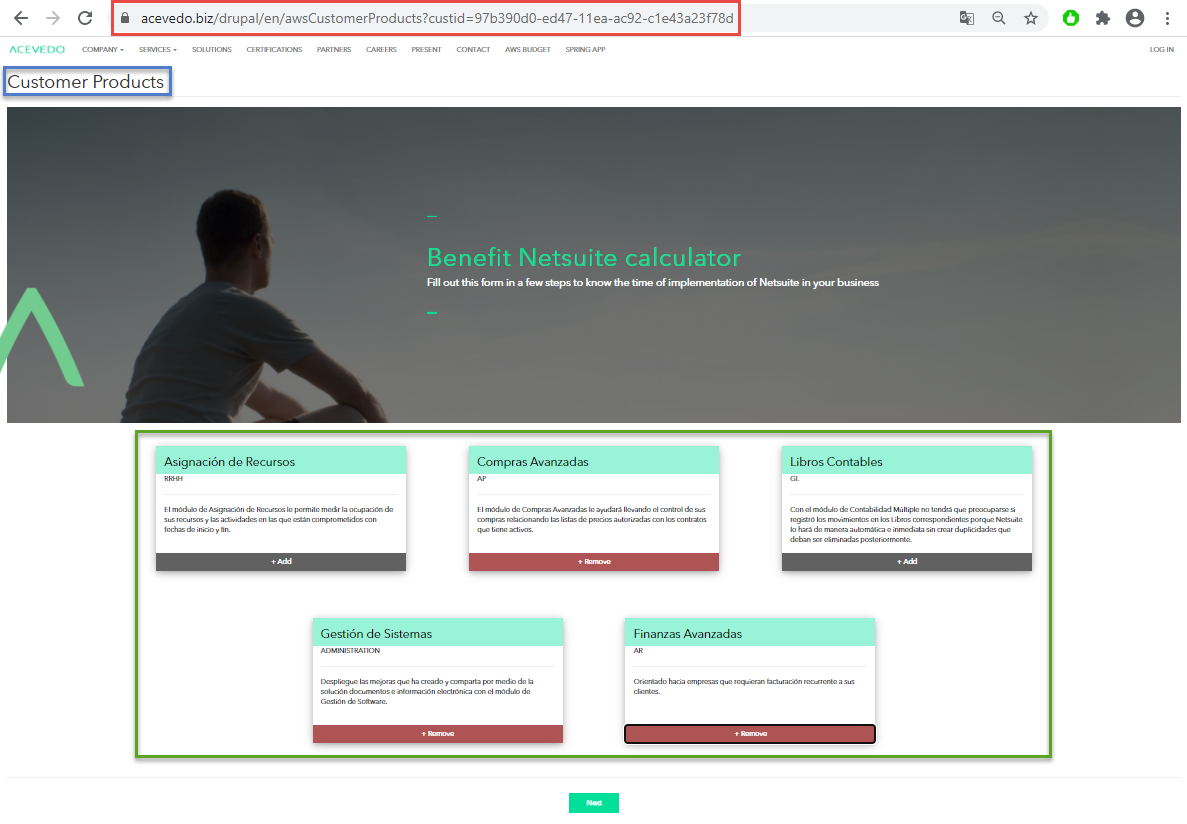 acevedo.biz/drupal/en/awsCustomerProducts?custid=97b390d0-ed47-11ea-ac92-c1e43a23f78d
ACEVEDO COMPANY SERVICES SOLUTIONS CERTIFICATIONS PARTNERS CAREERS PRESENT CONTACT AWS BUDGET SPRING APP LOG IN
Customer Products
Benefit Netsuite calculator
Fill out this form in a few steps to know the time of implementation of Netsuite in your business
Asignación de Recursos
RRHH
El módulo de Asignación de Recursos le permite medir la ocupación de
sus recursos y las actividades en las que están comprometidos con
fechas de inicio y fin.
+ Add
Compras Avanzadas
AP
El módulo de Compras Avanzadas le ayudará llevando el control de sus
compras relacionando las listas de precios autorizadas con los contratos
que tiene activos.
+ Remove
Libros Contables
GL
Con el módulo de Contabilidad Múltiple no tendrá que preocuparse si
registró los movimientos en los Libros correspondientes porque Netsuite
lo hará de manera automática e inmediata sin crear duplicidades que
deban ser eliminadas posteriormente.
+ Add
Gestión de Sistemas
ADMINISTRATION
Despliegue las mejoras que ha creado y comparta por medio de la
solución documentos e información electrónica con el módulo de
Gestión de Software.
+ Remove
Finanzas Avanzadas
AR
Orientado hacia empresas que requieran facturación recurrente a sus
clientes.
+ Remove
Next